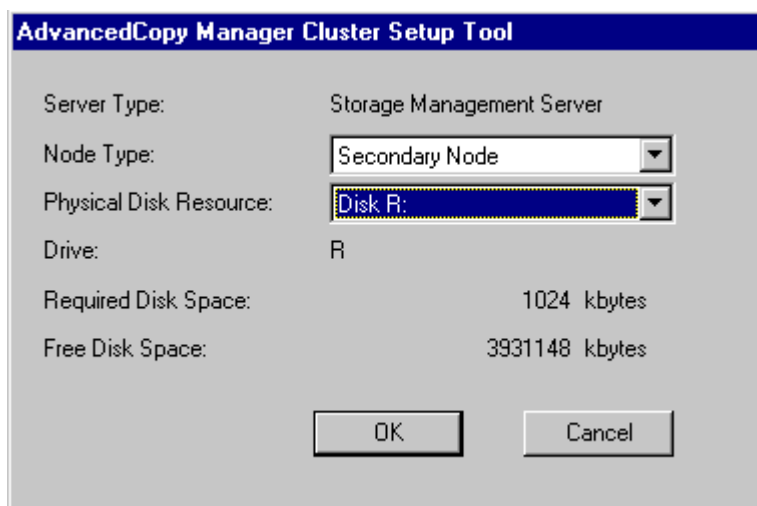 AdvancedCopy Manager Cluster Setup Tool
Server Type: Storage Management Server
Node Type: Secondary Node
Physical Disk Resource: Disk R:
Drive: R
Required Disk Space: 1024 kbytes
Free Disk Space: 3931148 kbytes
OK Cancel